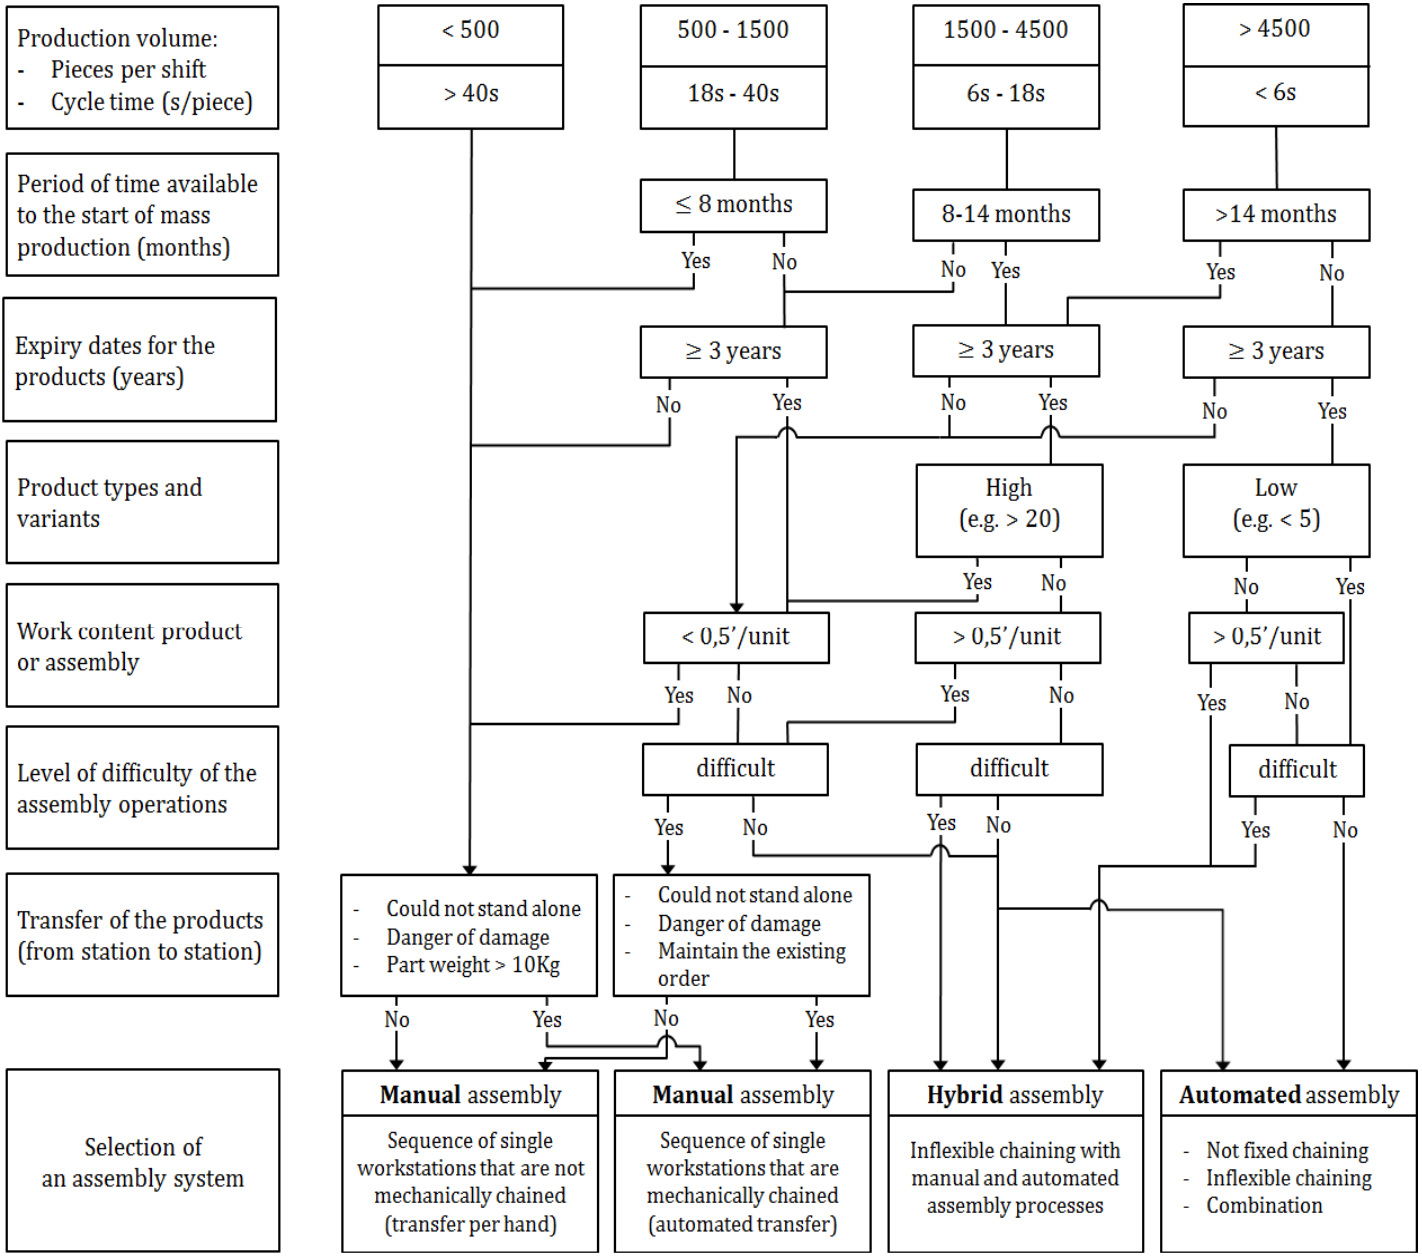 Production volume:
- Pieces per shift
- Cycle time (s/piece)
< 500
> 40s
500 - 1500
18s - 40s
1500 - 4500
6s - 18s
> 4500
< 6s
Period of time available
to the start of mass
production (months)
≤ 8 months
8-14 months
>14 months
Yes
No
No
Yes
Yes
No
Expiry dates for the
products (years)
≥ 3 years
≥ 3 years
≥ 3 years
No
Yes
No
Yes
No
Yes
Product types and
variants
High
(e.g. > 20)
Low
(e.g. < 5)
Yes
No
No
Yes
Work content product
or assembly
< 0,5’/unit
> 0,5’/unit
> 0,5’/unit
Yes
No
Yes
No
Yes
No
Level of difficulty of the
assembly operations
difficult
difficult
difficult
Yes
No
Yes
No
Yes
No
Transfer of the products
(from station to station)
- Could not stand alone
- Danger of damage
- Part weight > 10Kg
- Could not stand alone
- Danger of damage
- Maintain the existing
order
No
Yes
No
Yes
Selection of
an assembly system
Manual assembly
Sequence of single
workstations that are not
mechanically chained
(transfer per hand)
Manual assembly
Sequence of single
workstations that are
mechanically chained
(automated transfer)
Hybrid assembly
Inflexible chaining with
manual and automated
assembly processes
Automated assembly
- Not fixed chaining
- Inflexible chaining
- Combination